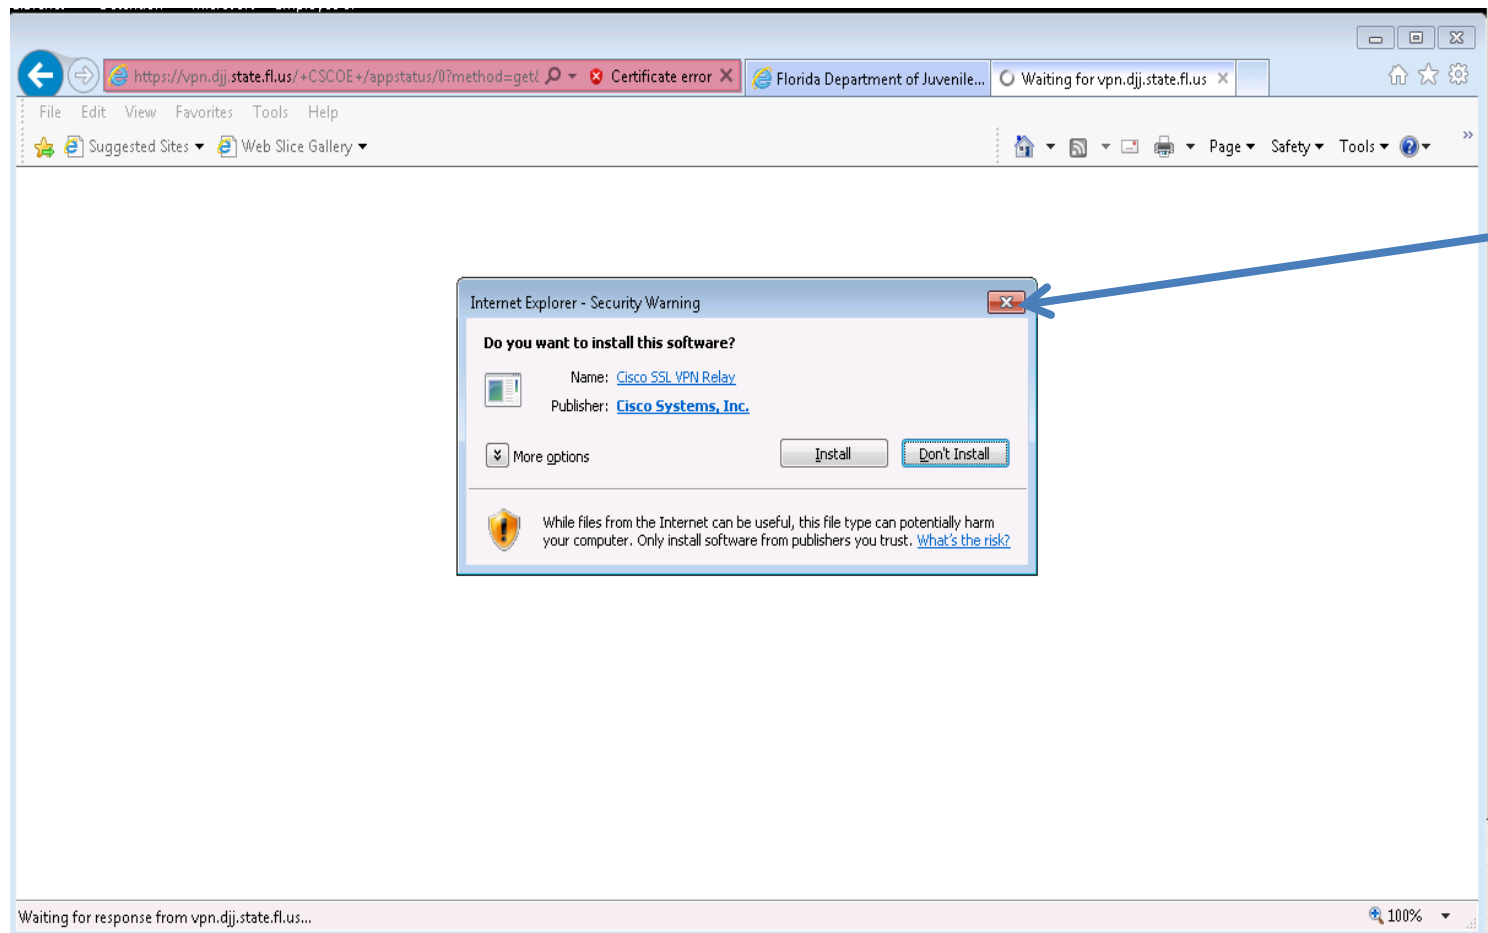 https://vpn.djj.state.fl.us/+CSCOE+/appstatus/0?method=get& Certificate error Florida Department of Juvenile... Waiting for vpn.djj.state.fl.us
File Edit View Favorites Tools Help
Suggested Sites Web Slice Gallery Page Safety Tools
Internet Explorer - Security Warning
Do you want to install this software?
Name: Cisco SSL VPN Relay
Publisher: Cisco Systems, Inc.
More options Install Don't Install
While files from the Internet can be useful, this file type can potentially harm
your computer. Only install software from publishers you trust. What's the risk?
Waiting for response from vpn.djj.state.fl.us... 100%